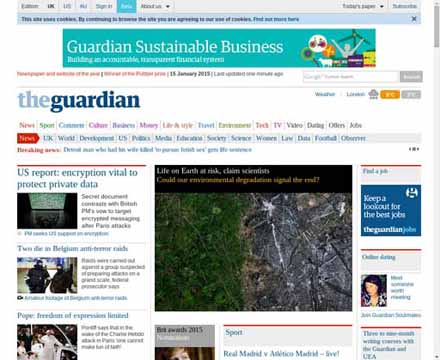 Edition: UK US AU Sign in Beta About us Today's paper Subscribe
This site uses cookies. By continuing to browse the site you are agreeing to our use of cookies. Find out more here
Guardian Sustainable Business
Building an accountable, transparent financial system
Newspaper and website of the year | Winner of the Pulitzer prize | 15 January 2015 | Last updated one minute ago
Search
theguardian
Weather London 8°C
News Sport Comment Culture Business Money Life & style Travel Environment Tech TV Video Dating Offers Jobs
News UK World Development US Politics Media Education Society Science Women Law Data Football Observer
Breaking news: Detroit man who had his wife killed 'to pursue fetish sex' gets life sentence
US report: encryption vital to protect private data
Secret document contrasts with British PM's vow to target encrypted messaging after Paris attacks
PM seeks US support on encryption
Two die in Belgium anti-terror raids
Raids were carried out against a group suspected of preparing attacks on a grand scale, federal prosecutor says
Amateur footage of Belgium anti-terror raids
Pope: freedom of expression limited
Pontiff says that in the wake of the Charlie Hebdo attack in Paris 'one cannot make fun of faith'
Life on Earth at risk, claim scientists
Could our environmental degradation signal the end?
Brit awards 2015
Nomination
Sport
Real Madrid v Atlético Madrid – live!
Find a job
Keep a lookout for the best jobs
theguardianjobs
Online dating
Meet someone worth meeting
Join Guardian Soulmates
Three to nine-month writing courses with the Guardian and UEA